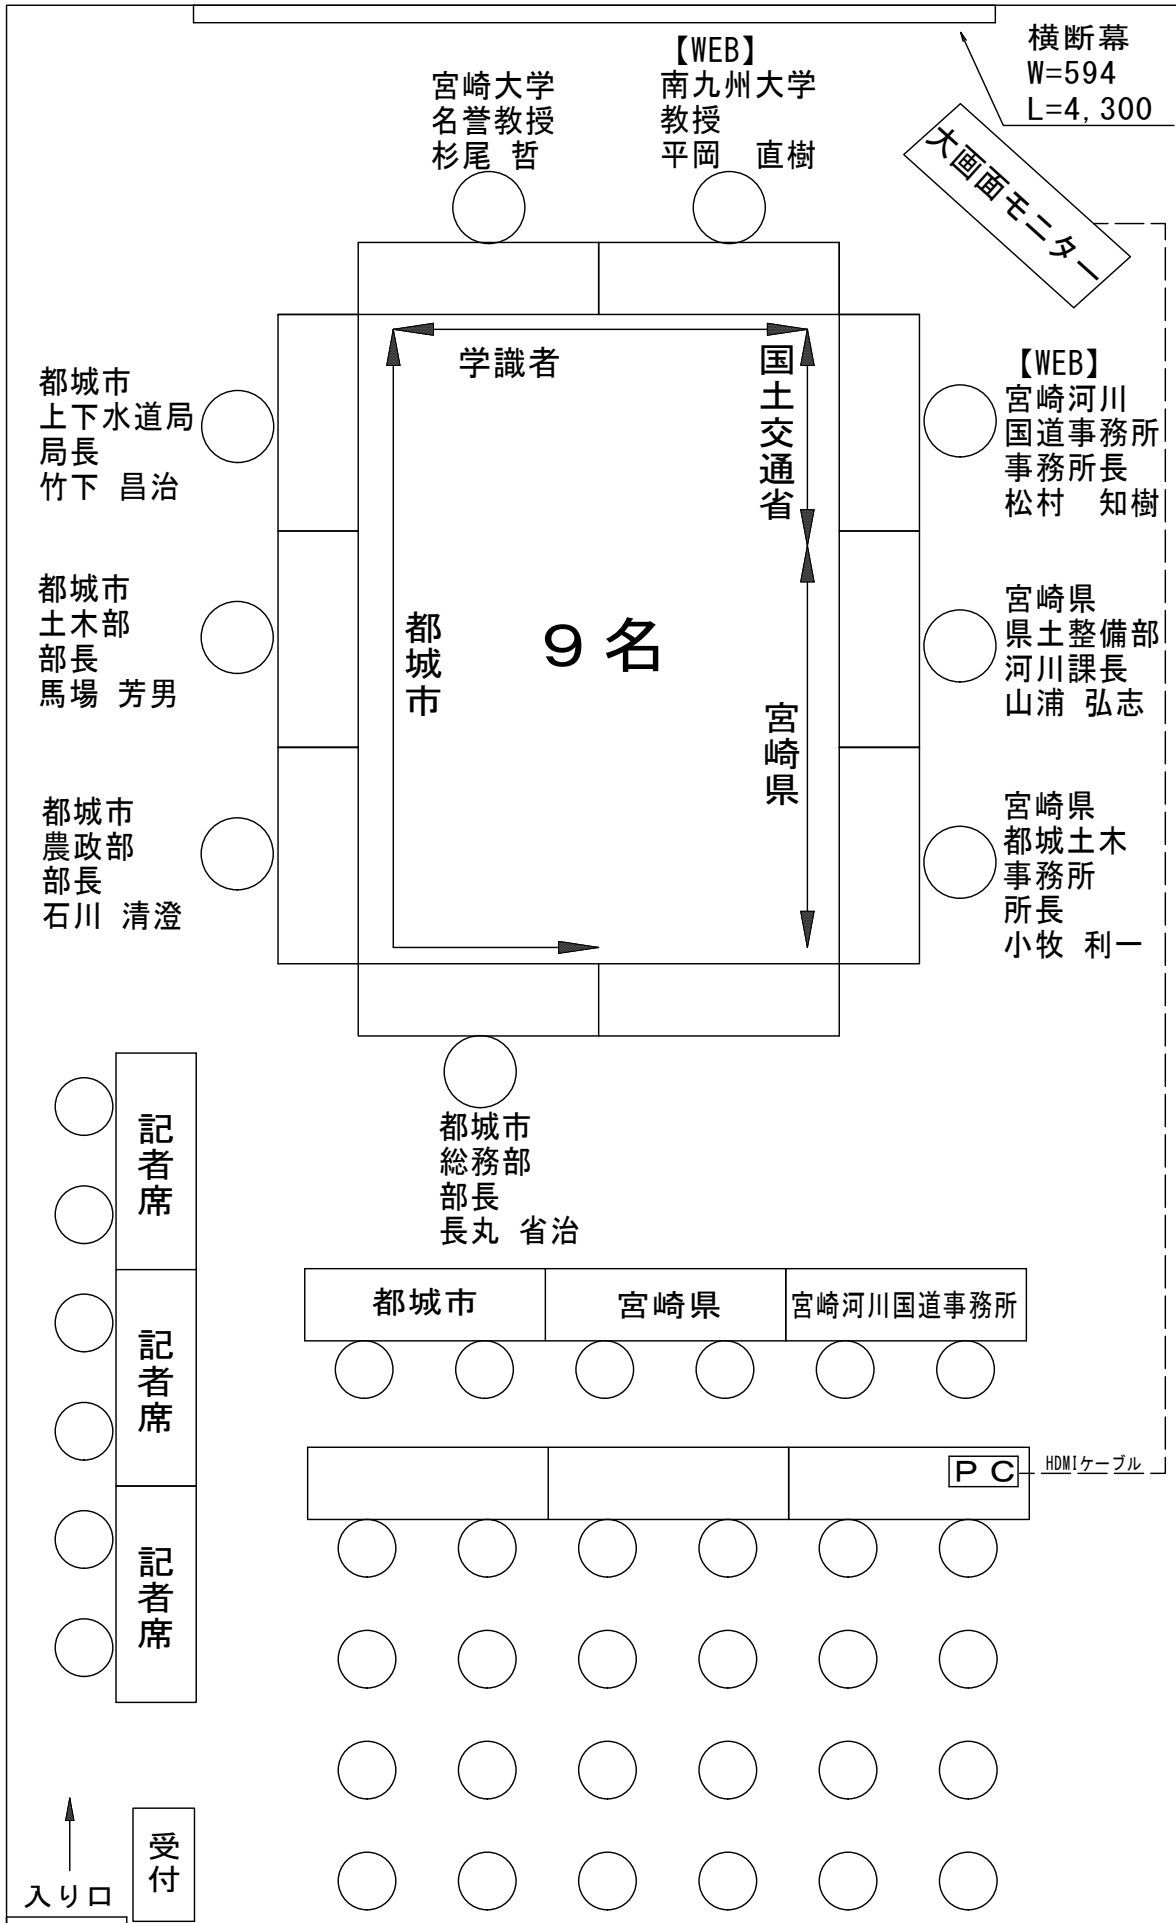 横断幕
W=594
L=4,300
【WEB】
南九州大学
教授
平岡　直樹
宮崎大学
名誉教授
杉尾 哲
大画面モニター
学識者
国土交通省
都城市
上下水道局
局長
竹下 昌治
【WEB】
宮崎河川
国道事務所
事務所長
松村　知樹
都城市
土木部
部長
馬場 芳男
都城市
９名
宮崎県
宮崎県
県土整備部
河川課長
山浦 弘志
都城市
農政部
部長
石川 清澄
宮崎県
都城土木
事務所
所長
小牧 利一
都城市
総務部
部長
長丸 省治
記者席
記者席
記者席
都城市
宮崎県
宮崎河川国道事務所
ＰＣ
HDMIケーブル
受付
入り口